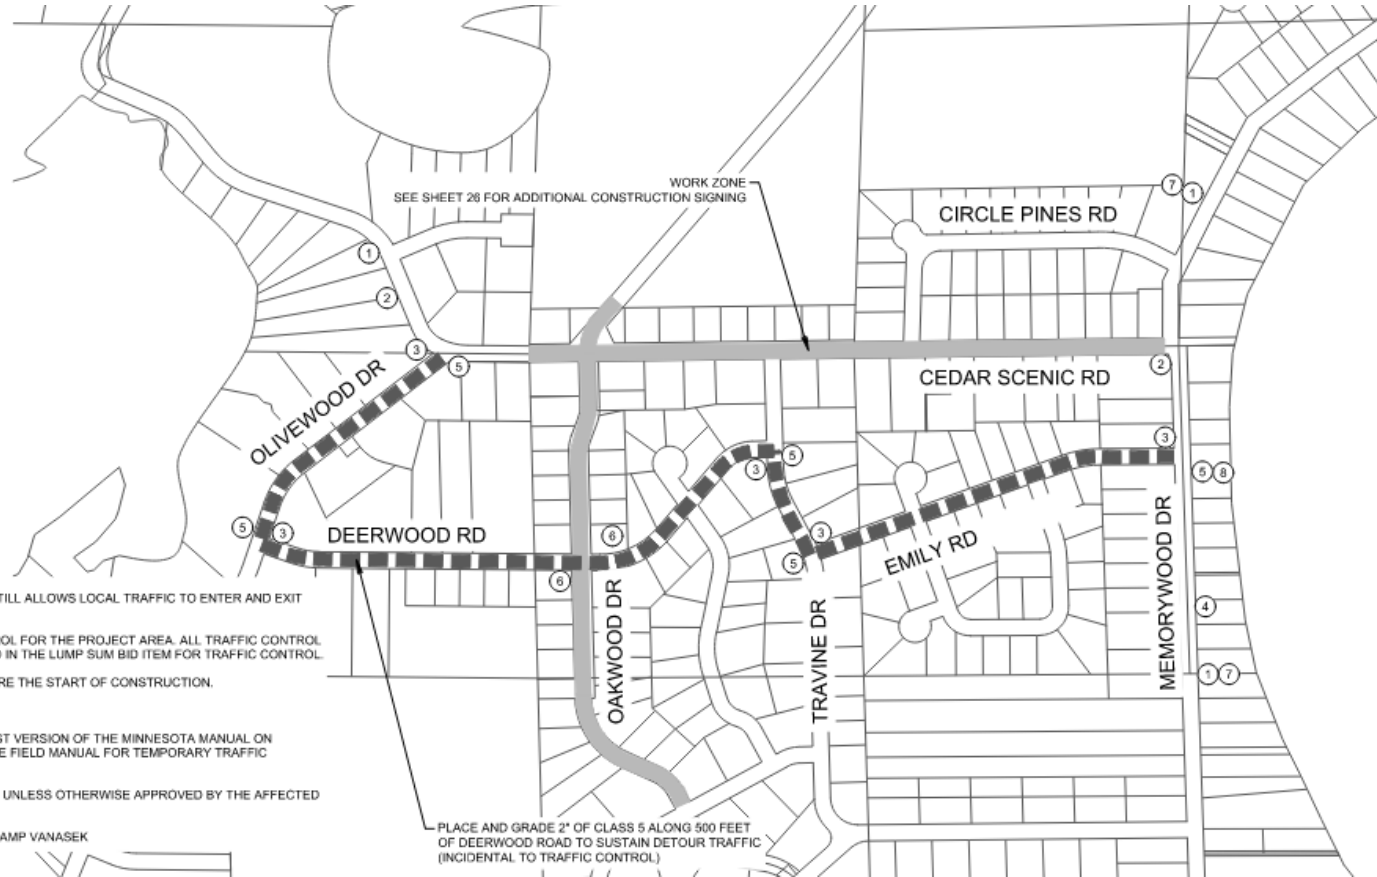 WORK ZONE
SEE SHEET 26 FOR ADDITIONAL CONSTRUCTION SIGNING
7
1
CIRCLE PINES RD
1
2
3
5
OLIVEWOOD DR
CEDAR SCENIC RD
2
3
5
3
5 8
5
3
DEERWOOD RD
6
6
3
5
EMILY RD
OAKWOOD DR
TRAVINE DR
MEMORYWOOD DR
4
1 7
TILL ALLOWS LOCAL TRAFFIC TO ENTER AND EXIT
OL FOR THE PROJECT AREA. ALL TRAFFIC CONTROL
IN THE LUMP SUM BID ITEM FOR TRAFFIC CONTROL.
RE THE START OF CONSTRUCTION.
ST VERSION OF THE MINNESOTA MANUAL ON
E FIELD MANUAL FOR TEMPORARY TRAFFIC
UNLESS OTHERWISE APPROVED BY THE AFFECTED
AMP VANASEK
PLACE AND GRADE 2" OF CLASS 5 ALONG 500 FEET
OF DEERWOOD ROAD TO SUSTAIN DETOUR TRAFFIC
(INCIDENTAL TO TRAFFIC CONTROL)